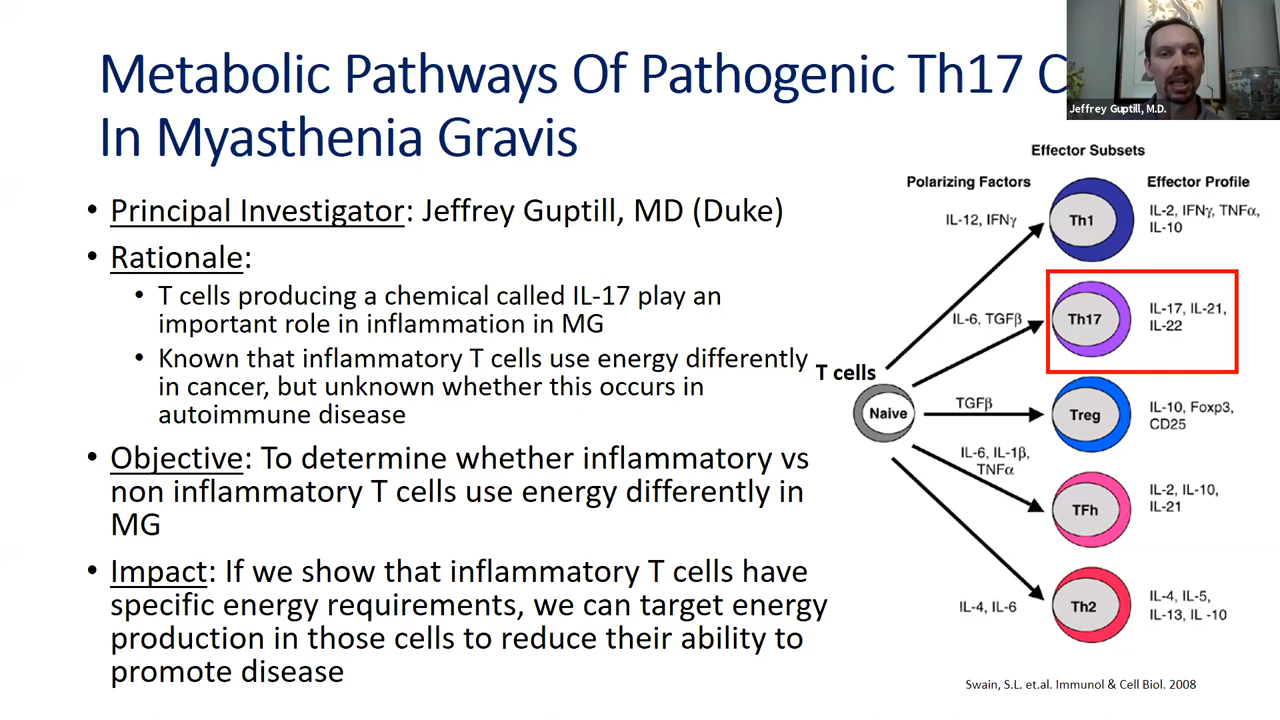 Metabolic Pathways Of Pathogenic Th17 C
In Myasthenia Gravis
Jeffrey Guptill, M.D.
• Principal Investigator: Jeffrey Guptill, MD (Duke)
• Rationale:
• T cells producing a chemical called IL-17 play an
important role in inflammation in MG
• Known that inflammatory T cells use energy differently
in cancer, but unknown whether this occurs in
autoimmune disease
• Objective: To determine whether inflammatory vs
non inflammatory T cells use energy differently in
MG
• Impact: If we show that inflammatory T cells have
specific energy requirements, we can target energy
production in those cells to reduce their ability to
promote disease
Effector Subsets
Polarizing Factors
Effector Profile
IL-12, IFNγ
Th1
IL-2, IFNγ, TNFα,
IL-10
IL-6, TGFβ
Th17
IL-17, IL-21,
IL-22
T cells
Naive
TGFβ
Treg
IL-10, Foxp3,
CD25
IL-6, IL-1β,
TNFα
TFh
IL-2, IL-10,
IL-21
IL-4, IL-6
Th2
IL-4, IL-5,
IL-13, IL -10
Swain, S.L. et.al. Immunol & Cell Biol. 2008